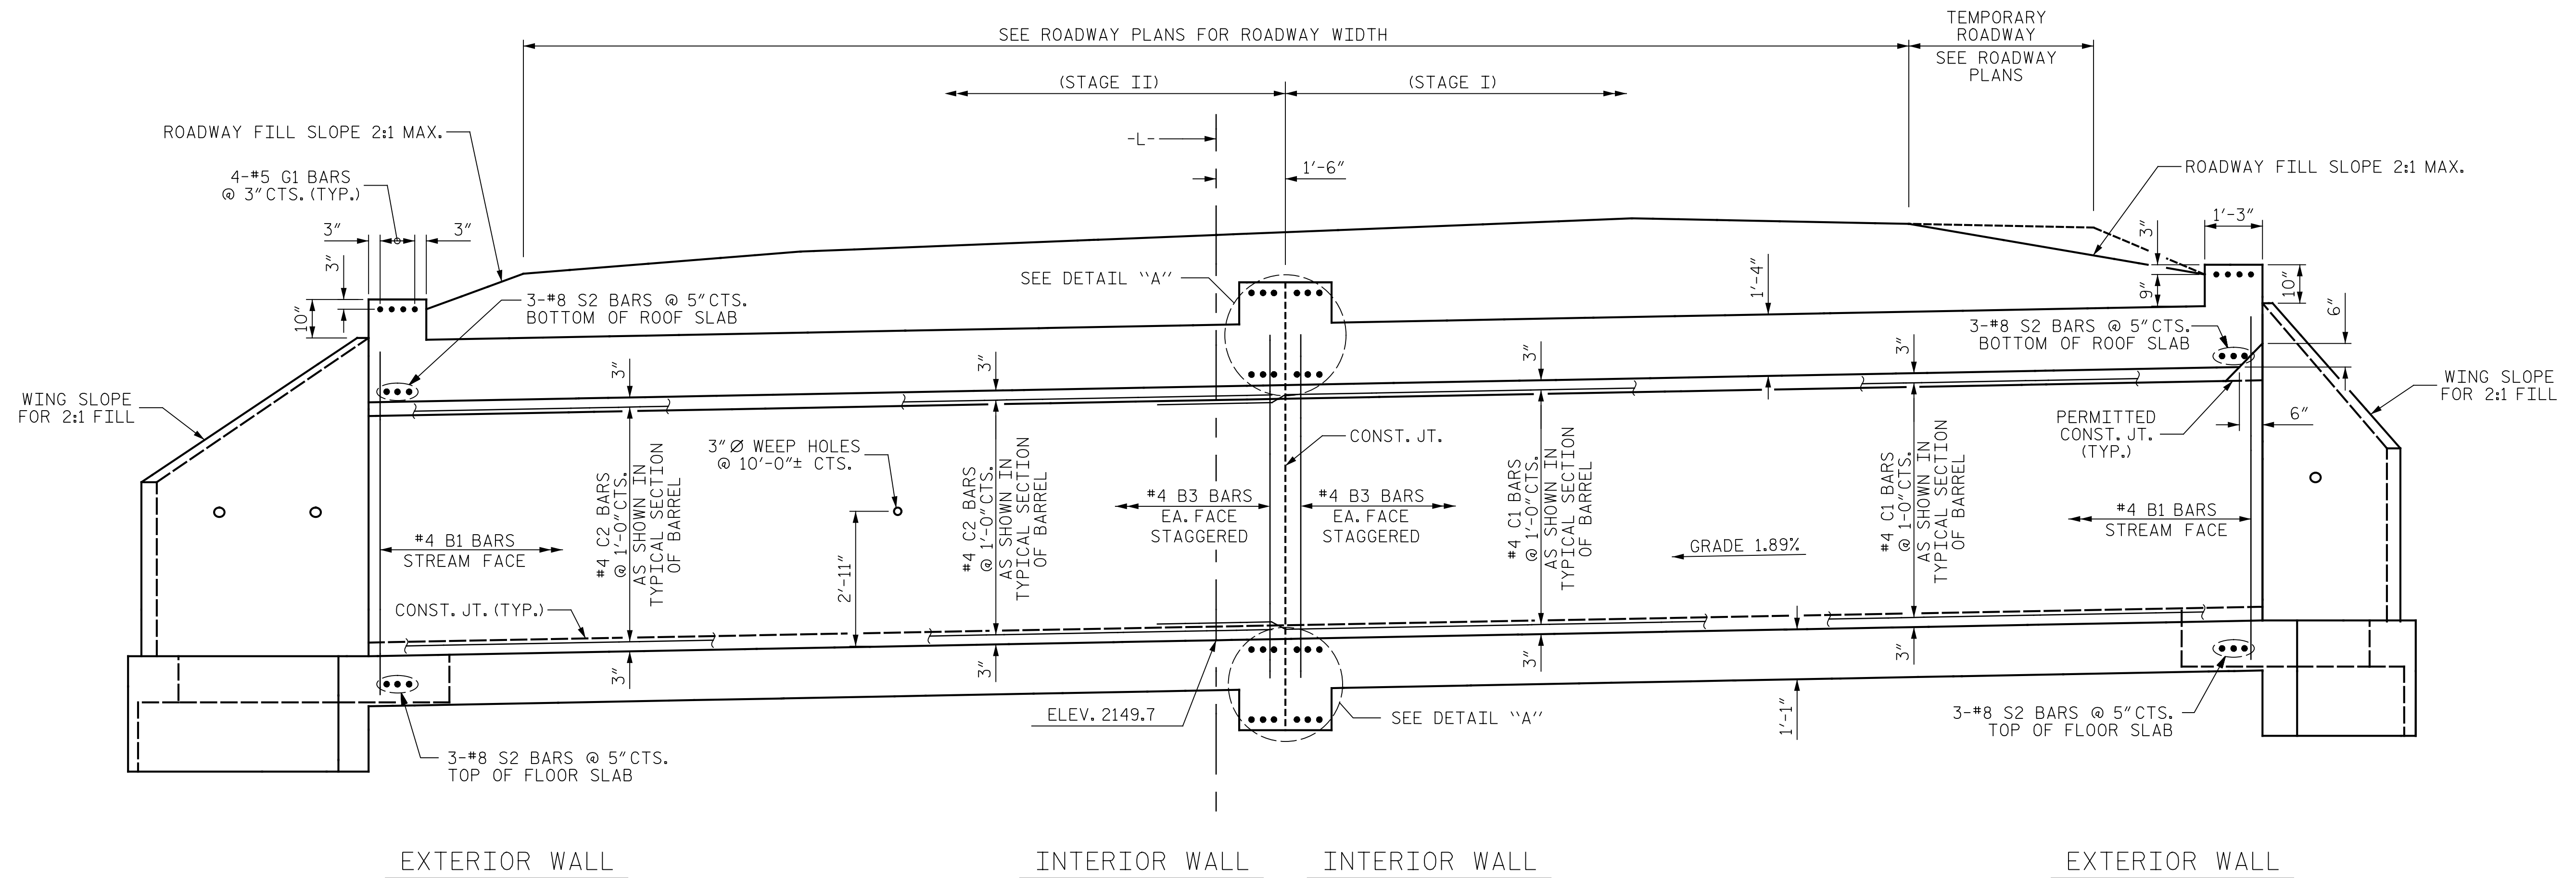 SEE ROADWAY PLANS FOR ROADWAY WIDTH
TEMPORARY
ROADWAY
SEE ROADWAY
PLANS
(STAGE II)
(STAGE I)
ROADWAY FILL SLOPE 2:1 MAX.
-L-
1'-6"
ROADWAY FILL SLOPE 2:1 MAX.
4-#5 G1 BARS
@ 3" CTS. (TYP.)
3"
3"
3"
10"
3-#8 S2 BARS @ 5" CTS.
BOTTOM OF ROOF SLAB
SEE DETAIL "A"
1'-4"
1'-3"
3"
9"
10"
6"
3-#8 S2 BARS @ 5" CTS.
BOTTOM OF ROOF SLAB
3"
3"
3"
3"
WING SLOPE
FOR 2:1 FILL
WING SLOPE
FOR 2:1 FILL
6"
PERMITTED
CONST. JT.
(TYP.)
3" Ø WEEP HOLES
@ 10'-0"± CTS.
CONST. JT.
#4 C2 BARS
@ 1'-0" CTS.
AS SHOWN IN
TYPICAL SECTION
OF BARREL
#4 C2 BARS
@ 1'-0" CTS.
AS SHOWN IN
TYPICAL SECTION
OF BARREL
#4 B3 BARS
EA. FACE
STAGGERED
#4 B3 BARS
EA. FACE
STAGGERED
#4 C1 BARS
@ 1'-0" CTS.
AS SHOWN IN
TYPICAL SECTION
OF BARREL
#4 C1 BARS
@ 1-0" CTS.
AS SHOWN IN
TYPICAL SECTION
OF BARREL
#4 B1 BARS
STREAM FACE
#4 B1 BARS
STREAM FACE
2'-11"
GRADE 1.89%
CONST. JT. (TYP.)
3"
3"
3"
3"
ELEV. 2149.7
SEE DETAIL "A"
1'-1"
3-#8 S2 BARS @ 5" CTS.
TOP OF FLOOR SLAB
3-#8 S2 BARS @ 5" CTS.
TOP OF FLOOR SLAB
EXTERIOR WALL
INTERIOR WALL
INTERIOR WALL
EXTERIOR WALL